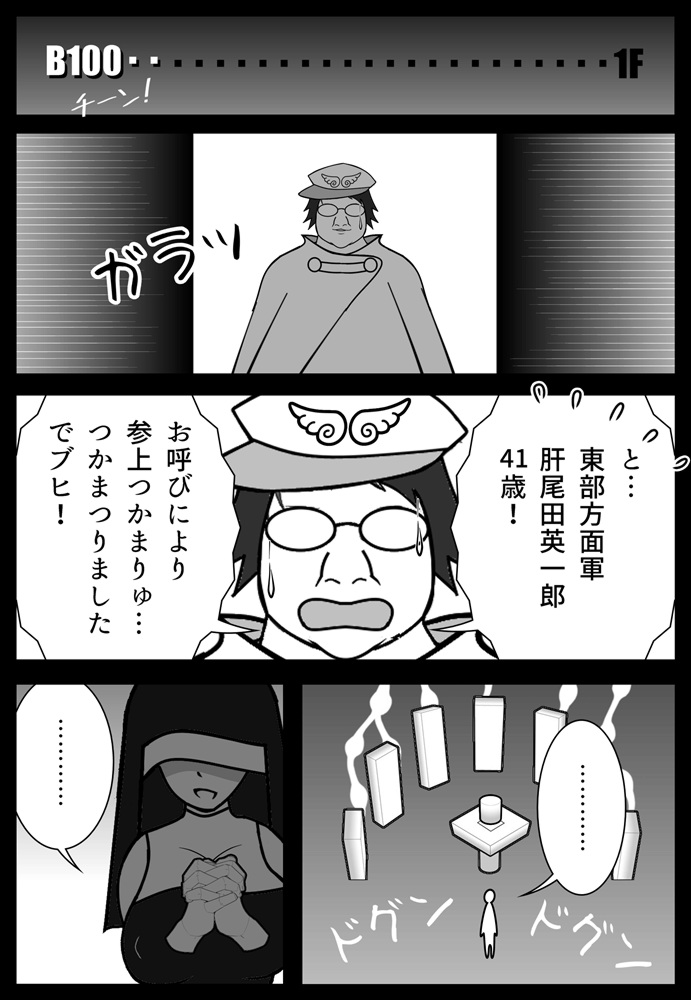 B100・・・・・・・・・・・・・・・・・・・・・・・・1F
チーン!
ガラッ
と…
東部方面軍
肝尾田英一郎
41歳!
お呼びにより
参上つかまりゅ…
つかまつりました
でブヒ!
…………
ドグン
ドグン
…………